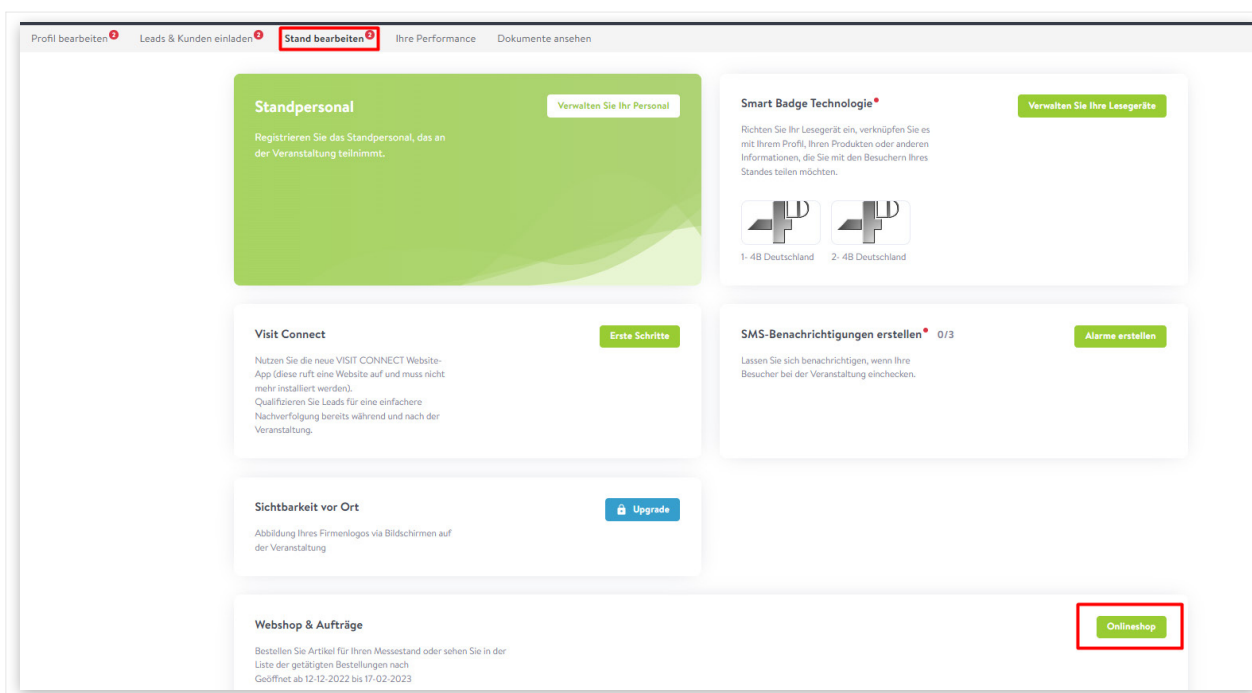 Profil bearbeiten 2 Leads & Kunden einladen 2 Stand bearbeiten 2 Ihre Performance Dokumente ansehen
Standpersonal
Verwalten Sie Ihr Personal
Registrieren Sie das Standpersonal, das an
der Veranstaltung teilnimmt.
Smart Badge Technologie
Verwalten Sie Ihre Lesegeräte
Richten Sie Ihr Lesegerät ein, verknüpfen Sie es
mit Ihrem Profil, Ihren Produkten oder anderen
Informationen, die Sie mit den Besuchern Ihres
Standes teilen möchten.
1- 4B Deutschland 2- 4B Deutschland
Visit Connect
Erste Schritte
Nutzen Sie die neue VISIT CONNECT Website-
App (diese ruft eine Website auf und muss nicht
mehr installiert werden).
Qualifizieren Sie Leads für eine einfachere
Nachverfolgung bereits während und nach der
Veranstaltung.
SMS-Benachrichtigungen erstellen 0/3
Alarme erstellen
Lassen Sie sich benachrichtigen, wenn Ihre
Besucher bei der Veranstaltung einchecken.
Sichtbarkeit vor Ort
Upgrade
Abbildung Ihres Firmenlogos via Bildschirmen auf
der Veranstaltung
Webshop & Aufträge
Onlineshop
Bestellen Sie Artikel für Ihren Messestand oder sehen Sie in der
Liste der getätigten Bestellungen nach
Geöffnet ab 12-12-2022 bis 17-02-2023